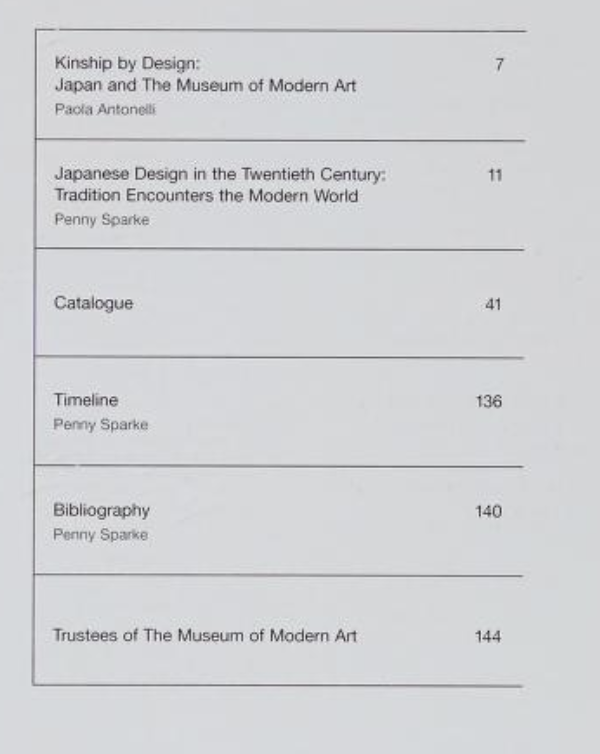 Kinship by Design: 7
Japan and The Museum of Modern Art
Paola Antonelli
Japanese Design in the Twentieth Century: 11
Tradition Encounters the Modern World
Penny Sparke
Catalogue 41
Timeline 136
Penny Sparke
Bibliography 140
Penny Sparke
Trustees of The Museum of Modern Art 144